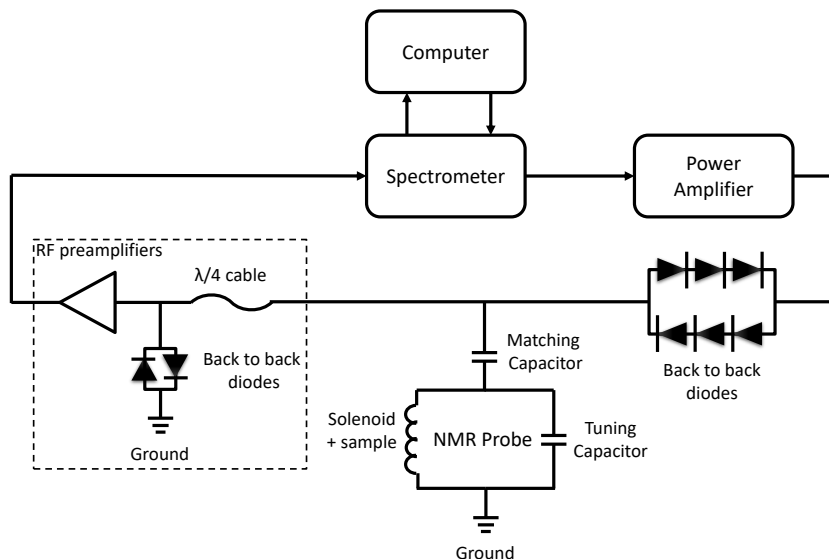 Computer
Spectrometer
Power
Amplifier
RF preamplifiers
λ/4 cable
Back to back
diodes
Ground
Matching
Capacitor
Back to back
diodes
Solenoid
+ sample
NMR Probe
Tuning
Capacitor
Ground